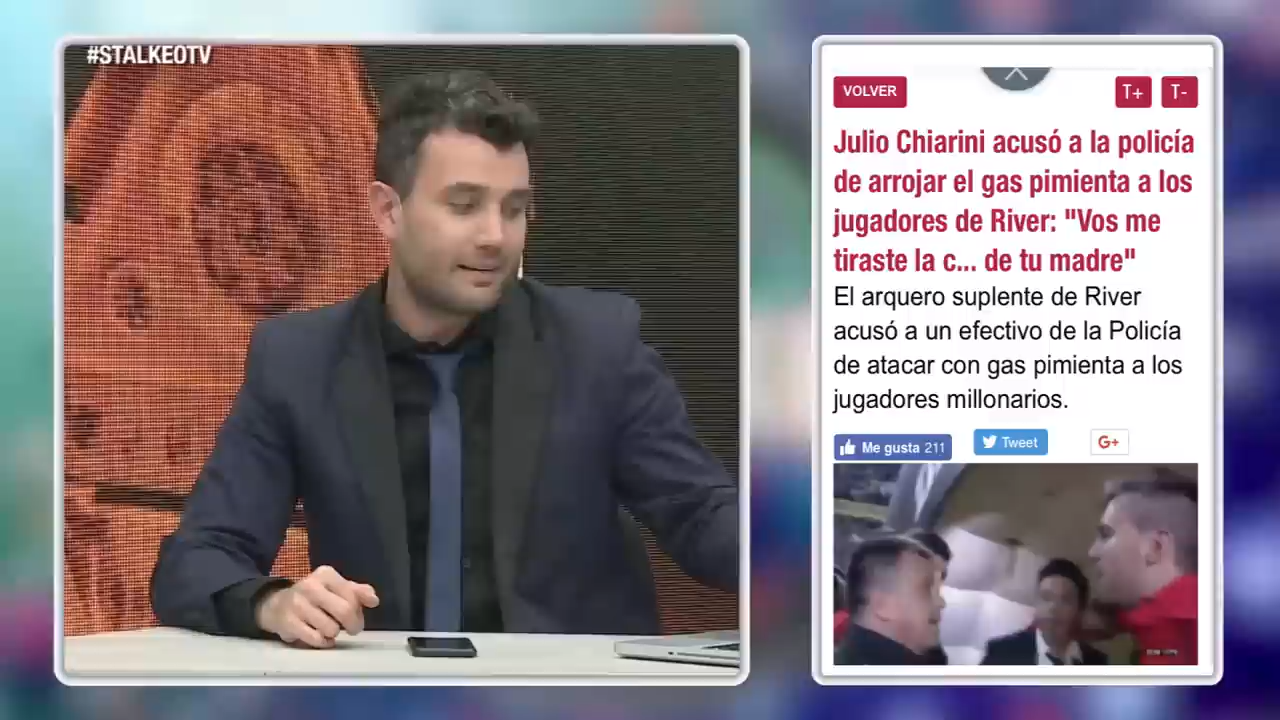 #STALKEOTV
VOLVER
T+
T-
Julio Chiarini acusó a la policía
de arrojar el gas pimienta a los
jugadores de River: "Vos me
tiraste la c... de tu madre"
El arquero suplente de River
acusó a un efectivo de la Policía
de atacar con gas pimienta a los
jugadores millonarios.
Me gusta 211
Tweet
G+